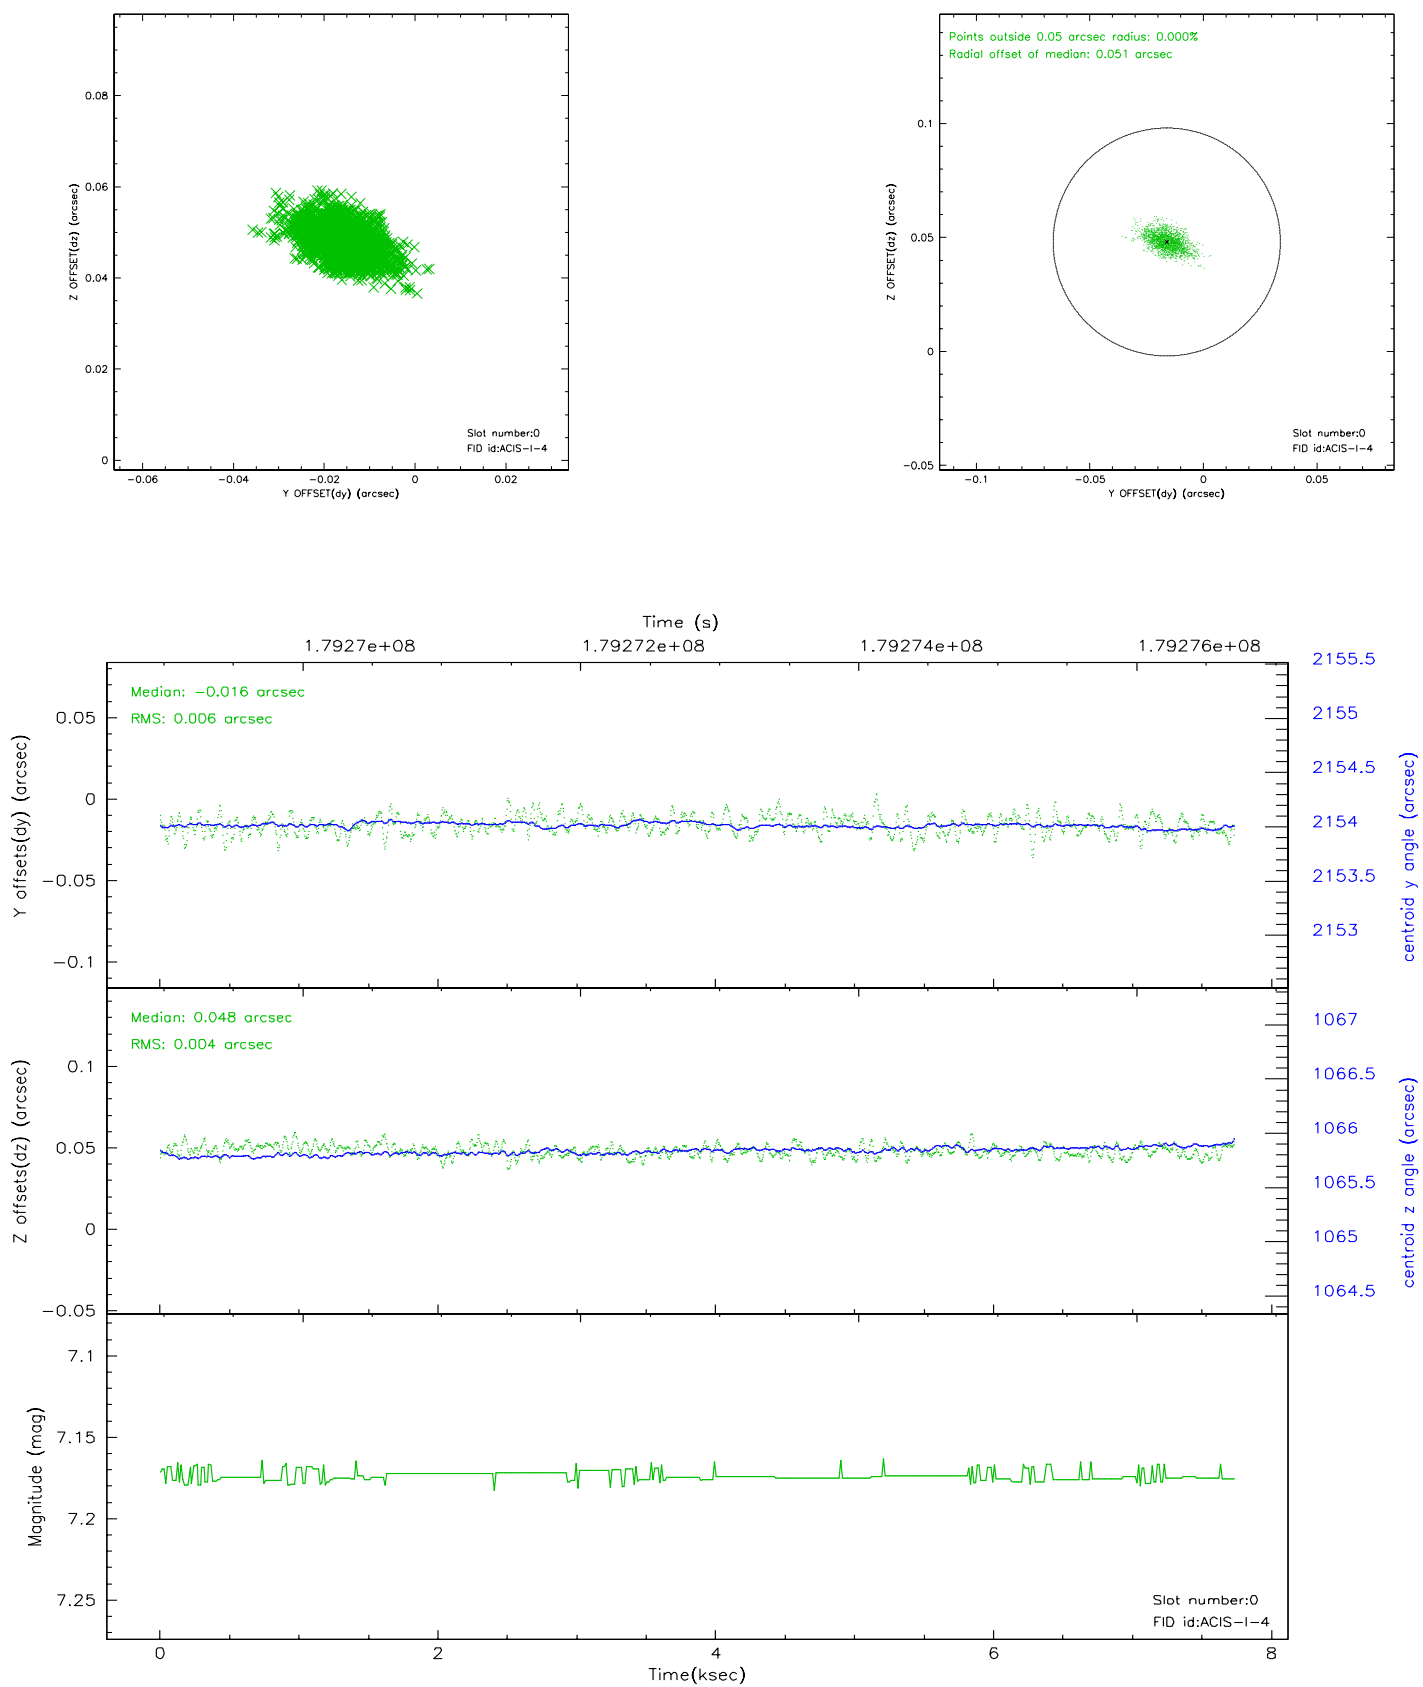 0.08
0.06
0.04
0.02
0
Z OFFSET(dz) (arcsec)
Slot number:0
FID id:ACIS-I-4
-0.06 -0.04 -0.02 0 0.02
Y OFFSET(dy) (arcsec)
Points outside 0.05 arcsec radius: 0.000%
Radial offset of median: 0.051 arcsec
0.1
0.05
0
-0.05
Z OFFSET(dz) (arcsec)
Slot number:0
FID id:ACIS-I-4
-0.1 -0.05 0 0.05
Y OFFSET(dy) (arcsec)
Time (s)
1.7927e+08 1.79272e+08 1.79274e+08 1.79276e+08
Median: -0.016 arcsec
RMS: 0.006 arcsec
0.05
0
-0.05
-0.1
Y offsets(dy) (arcsec)
2155.5
2155
2154.5
2154
2153.5
2153
centroid y angle (arcsec)
Median: 0.048 arcsec
RMS: 0.004 arcsec
0.1
0.05
0
-0.05
Z offsets(dz) (arcsec)
1067
1066.5
1066
1065.5
1065
1064.5
centroid z angle (arcsec)
7.1
7.15
7.2
7.25
Magnitude (mag)
Slot number:0
FID id:ACIS-I-4
0 2 4 6 8
Time(ksec)